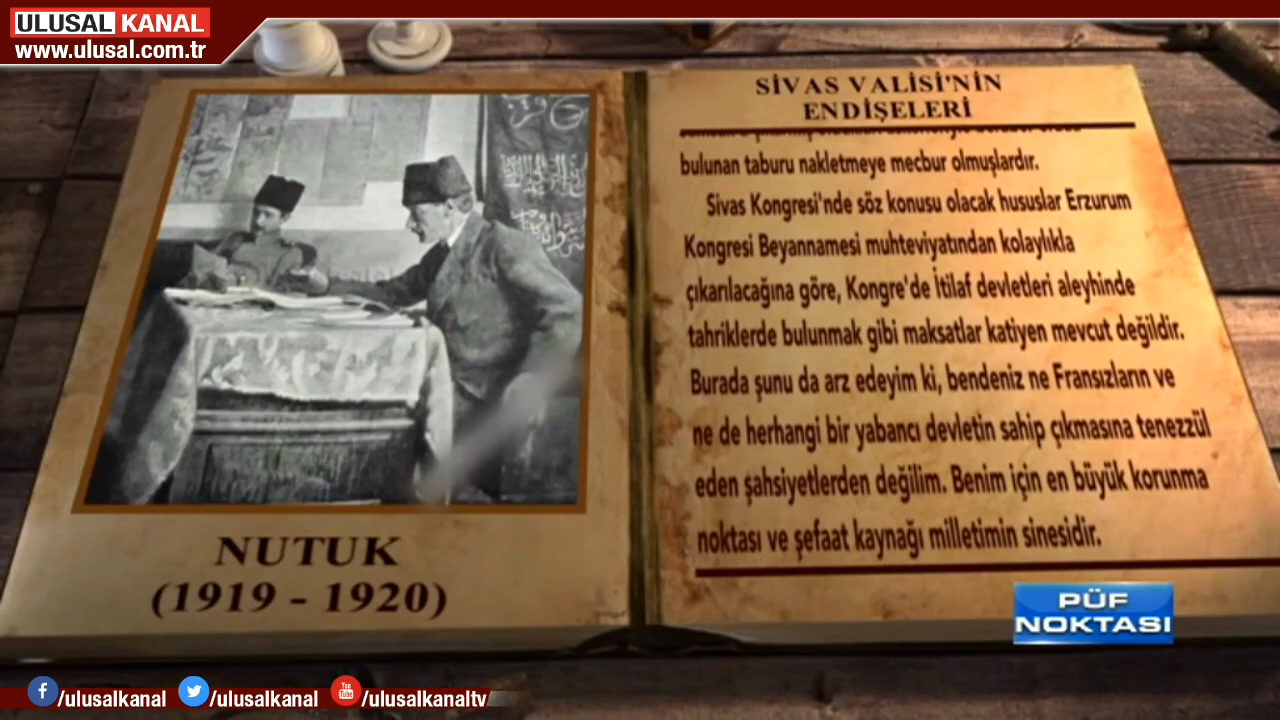 ULUSAL KANAL
www.ulusal.com.tr
SİVAS VALİSİ'NİN
ENDİŞELERİ
bulunan taburu nakletmeye mecbur olmuşlardır.
Sivas Kongresi'nde söz konusu olacak hususlar Erzurum
Kongresi Beyannamesi muhteviyatından kolaylıkla
çıkarılacağına göre, Kongre'de İtilaf devletleri aleyhinde
tahriklerde bulunmak gibi maksatlar katiyen mevcut değildir.
Burada şunu da arz edeyim ki, bendeniz ne Fransızların ve
ne de herhangi bir yabancı devletin sahip çıkmasına tenezzül
eden şahsiyetlerden değilim. Benim için en büyük korunma
noktası ve şefaat kaynağı milletimin sinesidir.
NUTUK
(1919 - 1920)
PÜF
NOKTASI
/ulusalkanal
/ulusalkanal
You Tube
/ulusalkanaltv